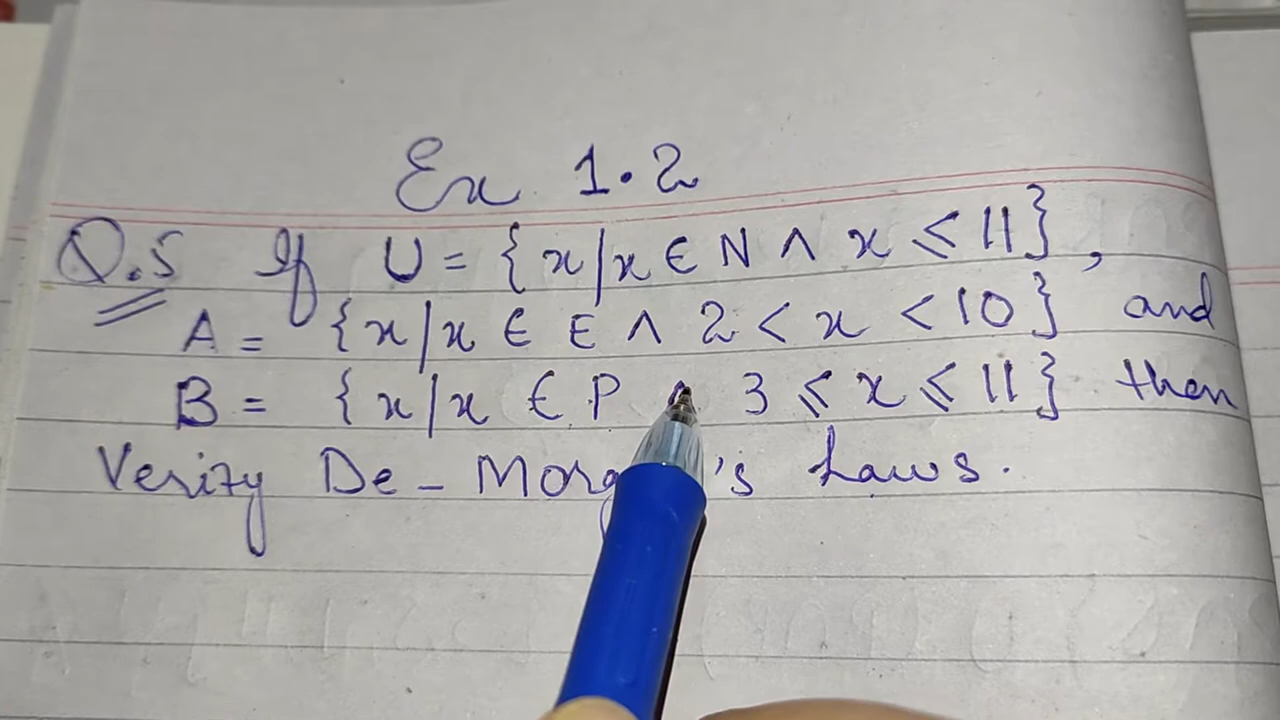 Ex 1.2
Q.5 If U = {x/x ∈ N ∧ x ≤ 11},
A = {x/x ∈ E ∧ 2 < x < 10} and
B = {x/x ∈ P 3 ≤ x ≤ 11} then
Verify De-Morg 's Laws.